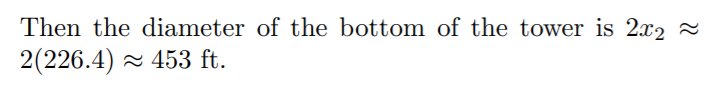 Then the diameter of the bottom of the tower is 2x₂ ≈
2(226.4) ≈ 453 ft.